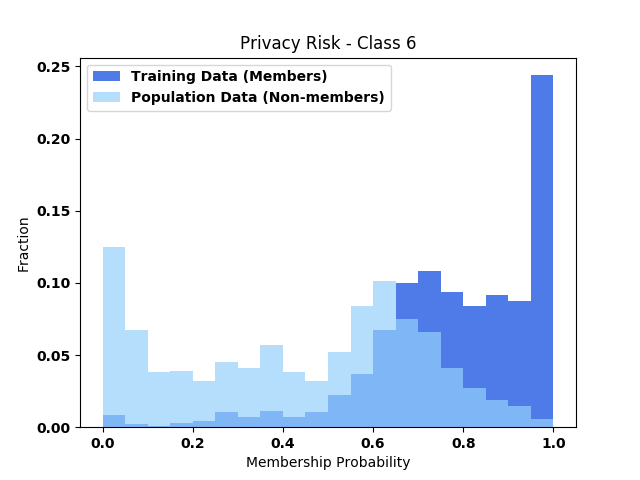 Privacy Risk - Class 6
Training Data (Members)
Population Data (Non-members)
Fraction
0.25
0.20
0.15
0.10
0.05
0.00
0.0 0.2 0.4 0.6 0.8 1.0
Membership Probability